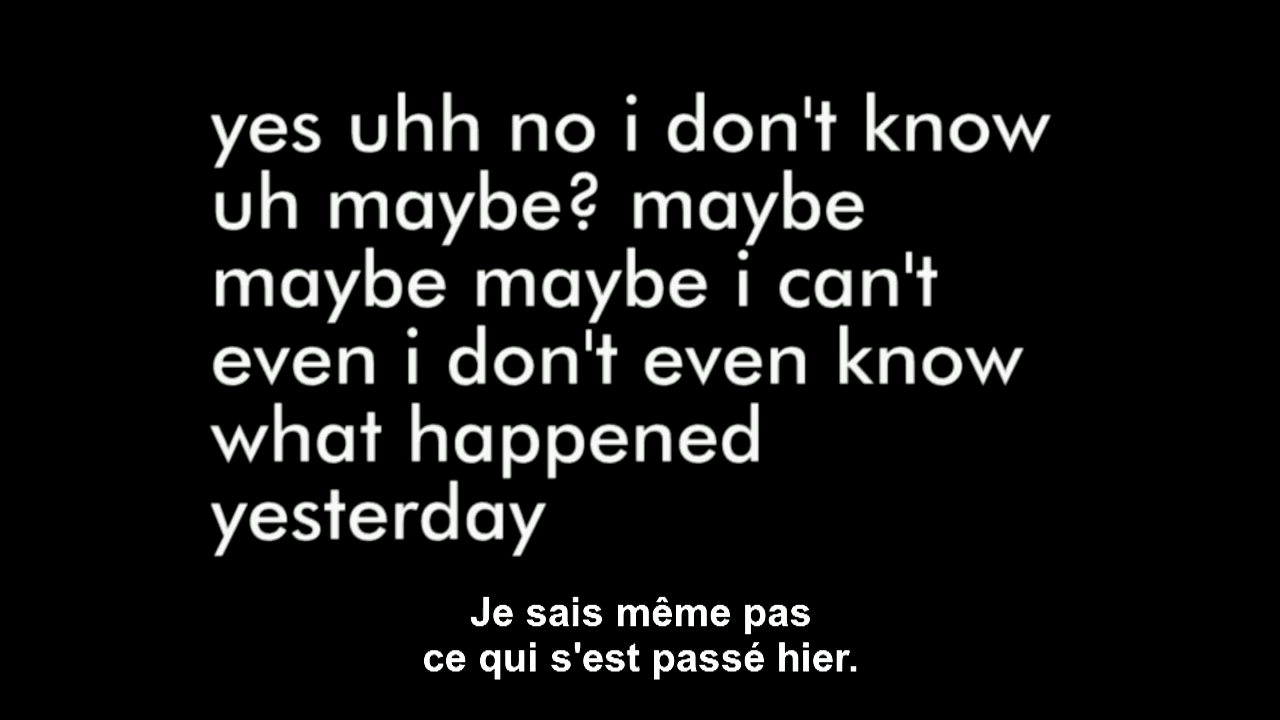 yes uhh no i don't know
uh maybe? maybe
maybe maybe i can't
even i don't even know
what happened
yesterday
Je sais même pas
ce qui s'est passé hier.